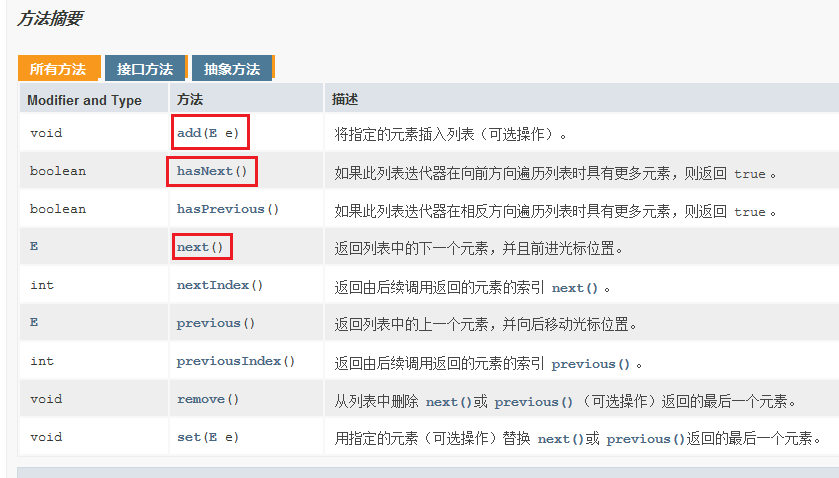 方法摘要
所有方法 接口方法 抽象方法
Modifier and Type 方法 描述
void add(E e) 将指定的元素插入列表（可选操作）。
boolean hasNext() 如果此列表迭代器在向前方向遍历列表时具有更多元素，则返回 true 。
boolean hasPrevious() 如果此列表迭代器在相反方向遍历列表时具有更多元素，则返回 true 。
E next() 返回列表中的下一个元素，并且前进光标位置。
int nextIndex() 返回由后续调用返回的元素的索引 next() 。
E previous() 返回列表中的上一个元素，并向后移动光标位置。
int previousIndex() 返回由后续调用返回的元素的索引 previous() 。
void remove() 从列表中删除 next()或 previous() （可选操作）返回的最后一个元素。
void set(E e) 用指定的元素（可选操作）替换 next()或 previous()返回的最后一个元素。